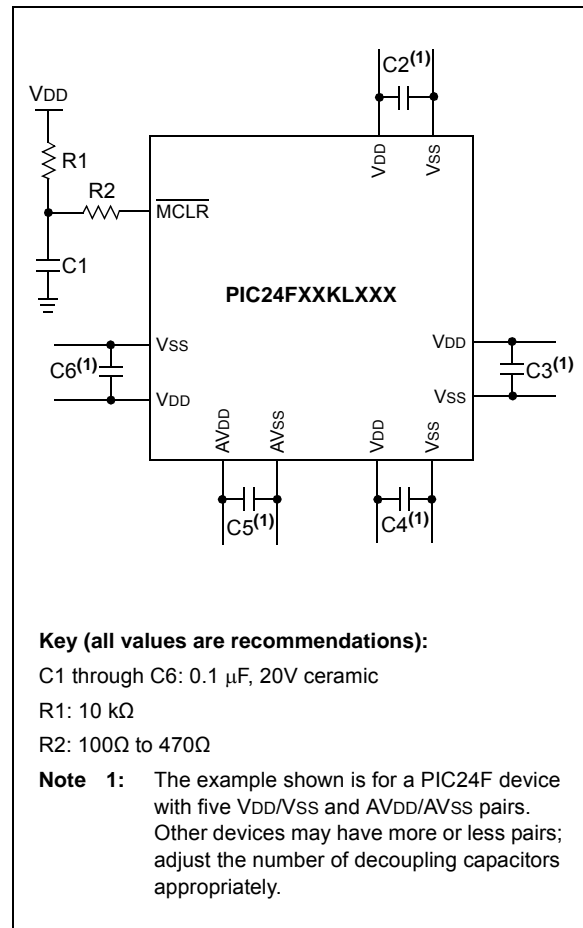 C2(1)
VDD
R1
R2
VDD
VSS
MCLR
C1
PIC24FXXKLXXX
VSS
VDD
C6(1)
C3(1)
VDD
VSS
AVDD
AVSS
VDD
VSS
C5(1)
C4(1)
Key (all values are recommendations):
C1 through C6: 0.1 μF, 20V ceramic
R1: 10 kΩ
R2: 100Ω to 470Ω
Note 1: The example shown is for a PIC24F device
with five VDD/VSS and AVDD/AVSS pairs.
Other devices may have more or less pairs;
adjust the number of decoupling capacitors
appropriately.